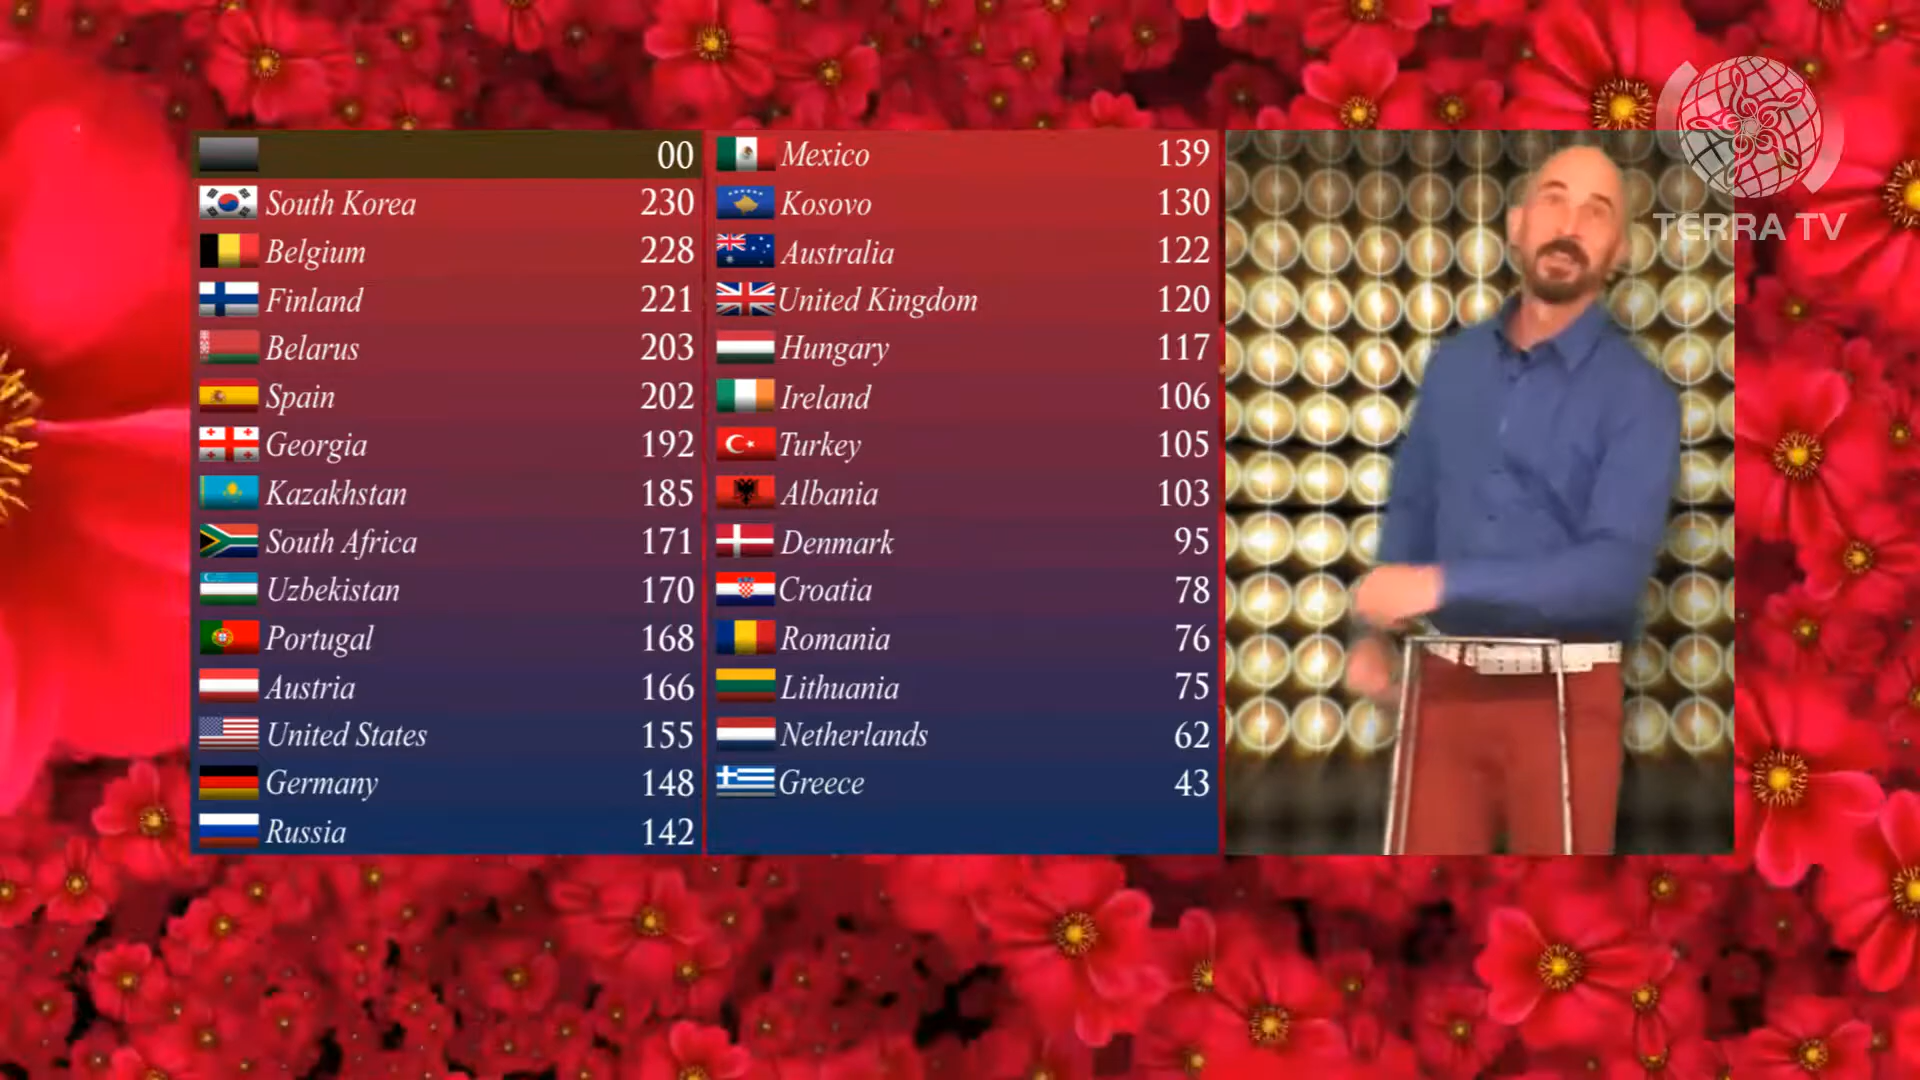 00
South Korea 230
Belgium 228
Finland 221
Belarus 203
Spain 202
Georgia 192
Kazakhstan 185
South Africa 171
Uzbekistan 170
Portugal 168
Austria 166
United States 155
Germany 148
Russia 142
Mexico 139
Kosovo 130
Australia 122
United Kingdom 120
Hungary 117
Ireland 106
Turkey 105
Albania 103
Denmark 95
Croatia 78
Romania 76
Lithuania 75
Netherlands 62
Greece 43
TERRA TV